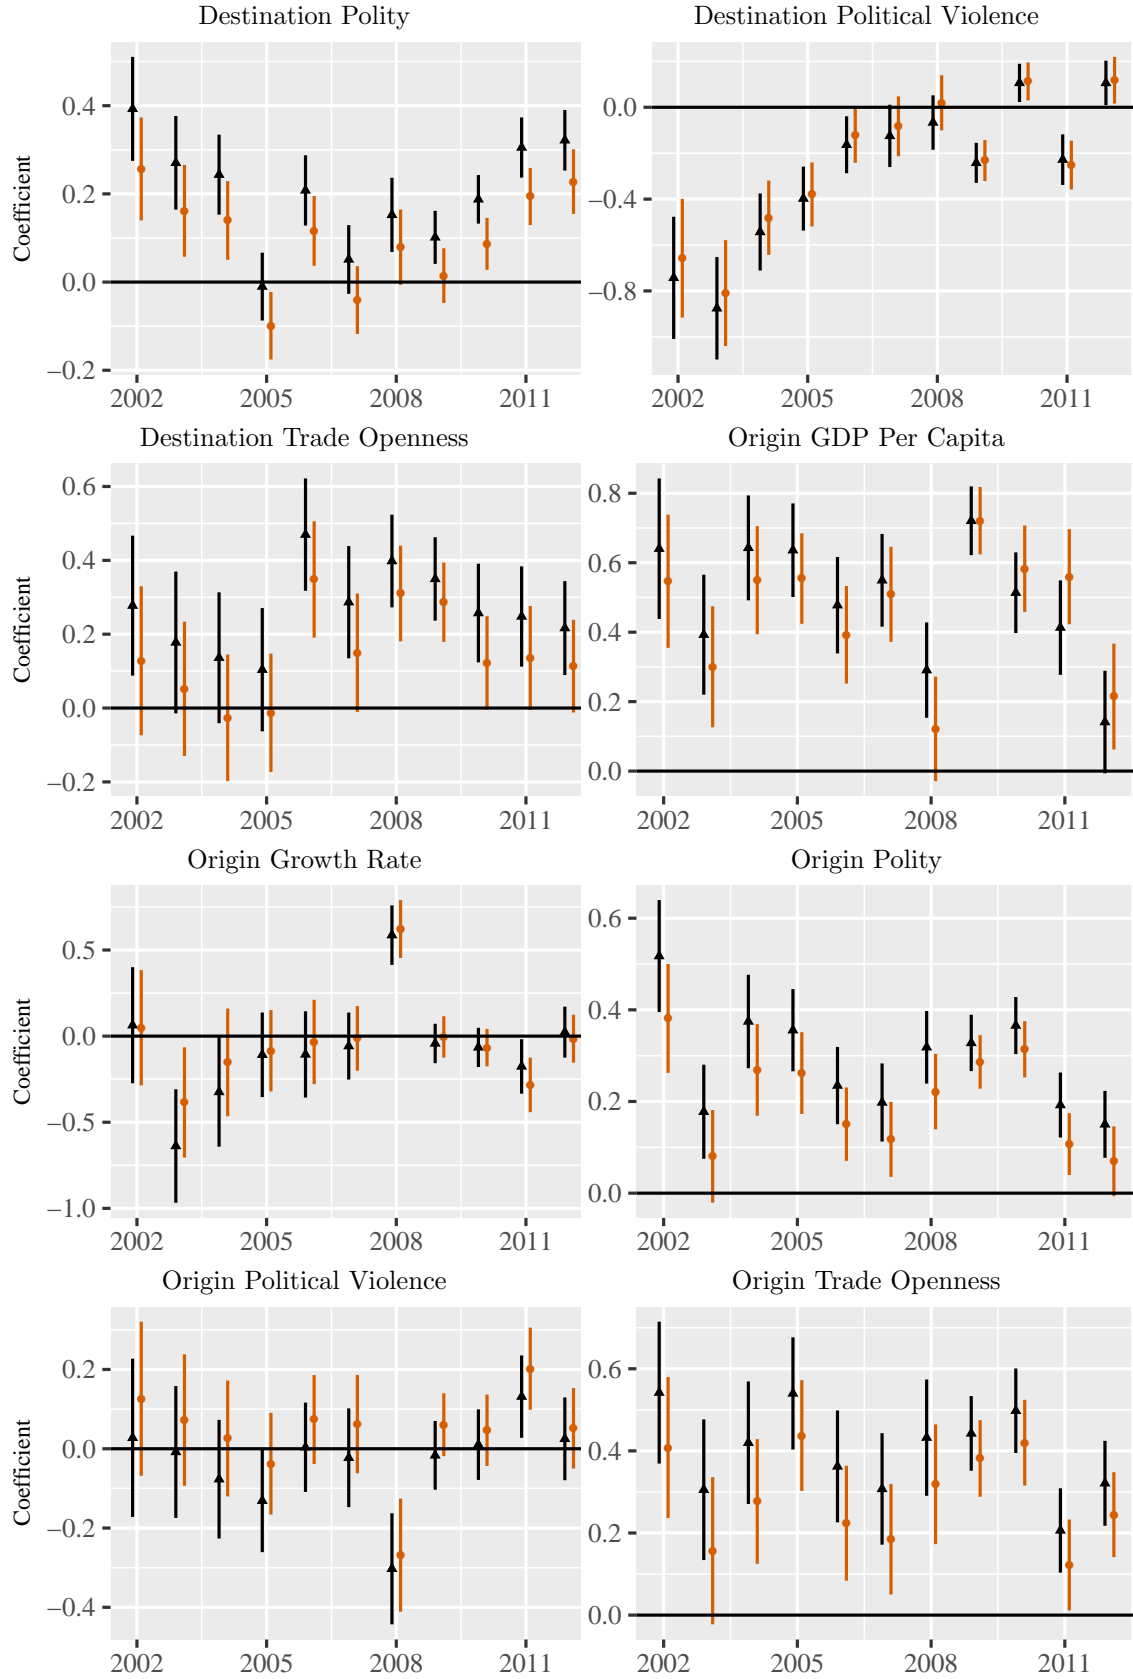 Destination Polity
Destination Political Violence
Coefficient
0.4
0.2
0.0
−0.2
2002 2005 2008 2011
0.0
−0.4
−0.8
2002 2005 2008 2011
Destination Trade Openness
Origin GDP Per Capita
Coefficient
0.6
0.4
0.2
0.0
−0.2
2002 2005 2008 2011
0.8
0.6
0.4
0.2
0.0
2002 2005 2008 2011
Origin Growth Rate
Origin Polity
Coefficient
0.5
0.0
−0.5
−1.0
2002 2005 2008 2011
0.6
0.4
0.2
0.0
2002 2005 2008 2011
Origin Political Violence
Origin Trade Openness
Coefficient
0.2
0.0
−0.2
−0.4
2002 2005 2008 2011
0.6
0.4
0.2
0.0
2002 2005 2008 2011